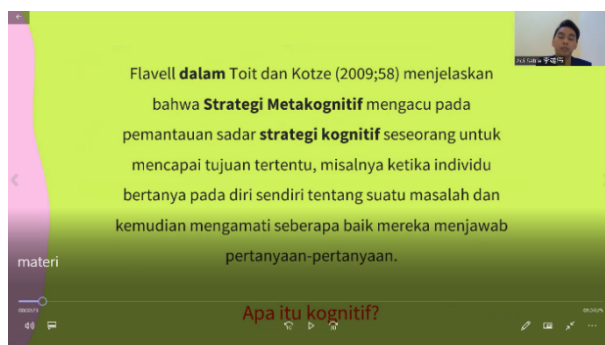 Flavell dalam Toit dan Kotze (2009;58) menjelaskan
bahwa Strategi Metakognitif mengacu pada
pemantauan sadar strategi kognitif seseorang untuk
mencapai tujuan tertentu, misalnya ketika individu
bertanya pada diri sendiri tentang suatu masalah dan
kemudian mengamati seberapa baik mereka menjawab
pertanyaan-pertanyaan.
materi
Apa itu kognitif?